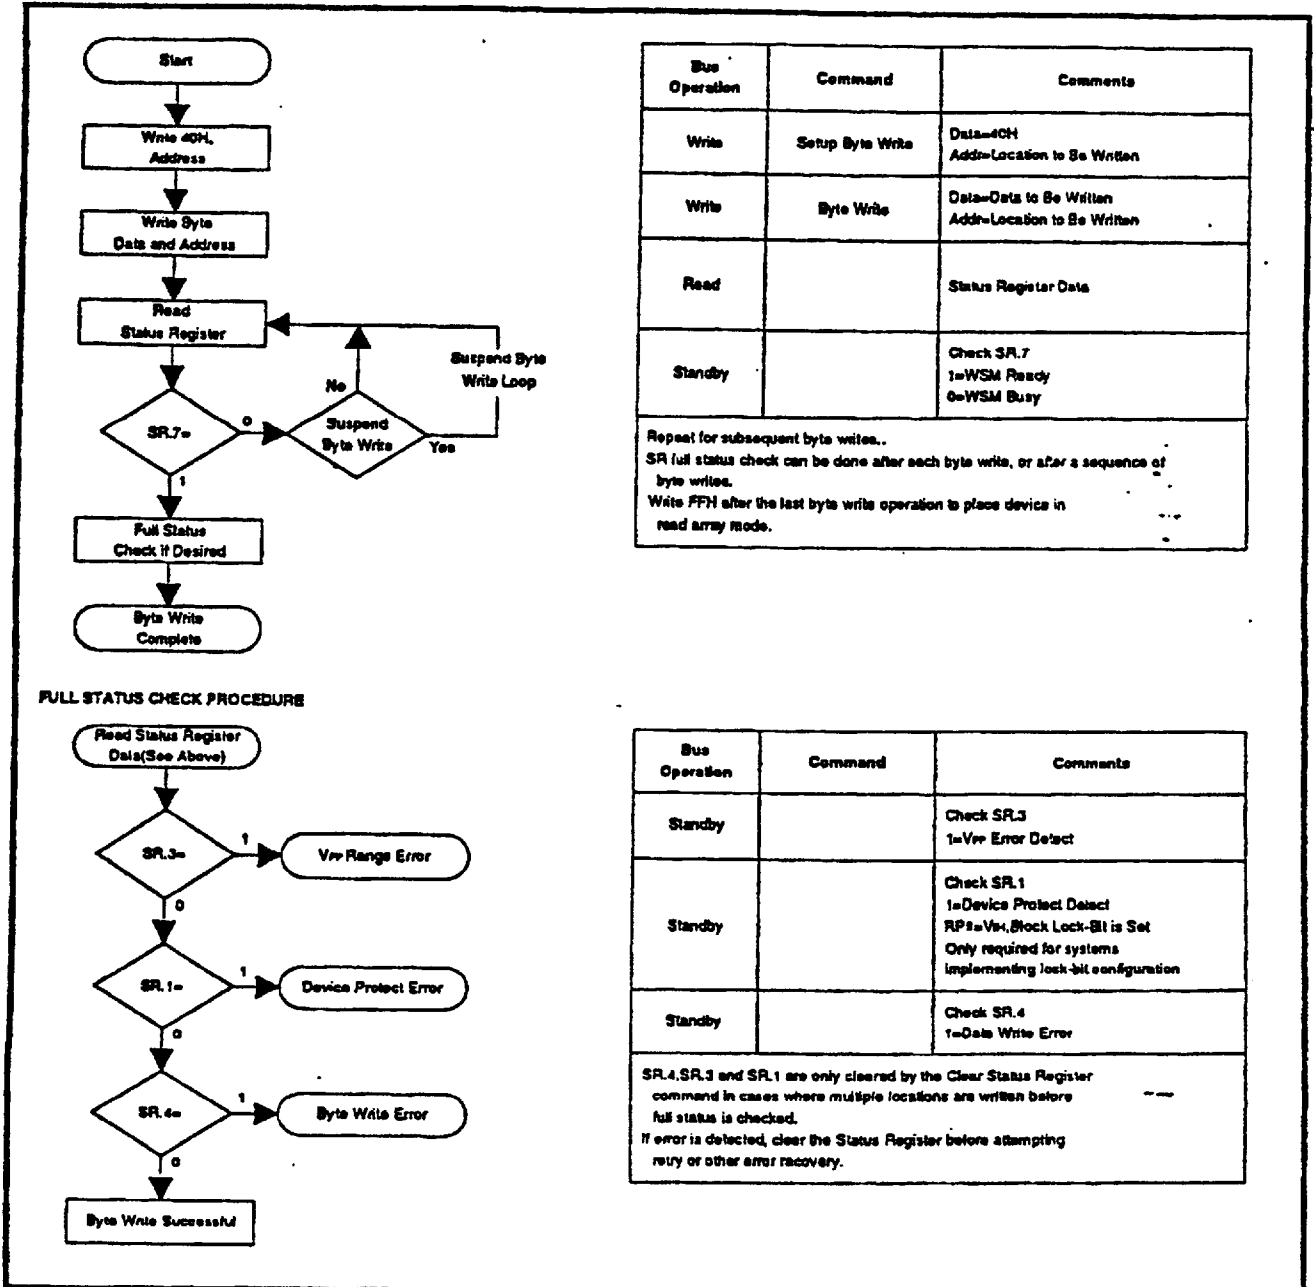 Start
Write 40H,
Address
Write Byte
Data and Address
Read
Status Register
SR.7=
0
1
No
Suspend
Byte Write
Yes
Suspend Byte
Write Loop
Full Status
Check if Desired
Byte Write
Complete
Bus
Operation
Command
Comments
Write
Setup Byte Write
Data=40H
Addr=Location to Be Written
Write
Byte Write
Data=Data to Be Written
Addr=Location to Be Written
Read
Status Register Data
Standby
Check SR.7
1=WSM Ready
0=WSM Busy
Repeat for subsequent byte writes..
SR full status check can be done after each byte write, or after a sequence of
byte writes.
Write FFH after the last byte write operation to place device in
read array mode.
FULL STATUS CHECK PROCEDURE
Read Status Register
Data(See Above)
SR.3=
1
VPP Range Error
0
SR.1=
1
Device Protect Error
0
SR.4=
1
Byte Write Error
0
Byte Write Successful
Bus
Operation
Command
Comments
Standby
Check SR.3
1=VPP Error Detect
Standby
Check SR.1
1=Device Protect Detect
Block Lock-Bit is Set
Only required for systems
implementing lock-bit configuration
Standby
Check SR.4
1=Data Write Error
SR.4,SR.3 and SR.1 are only cleared by the Clear Status Register
command in cases where multiple locations are written before
full status is checked.
If error is detected, clear the Status Register before attempting
retry or other error recovery.